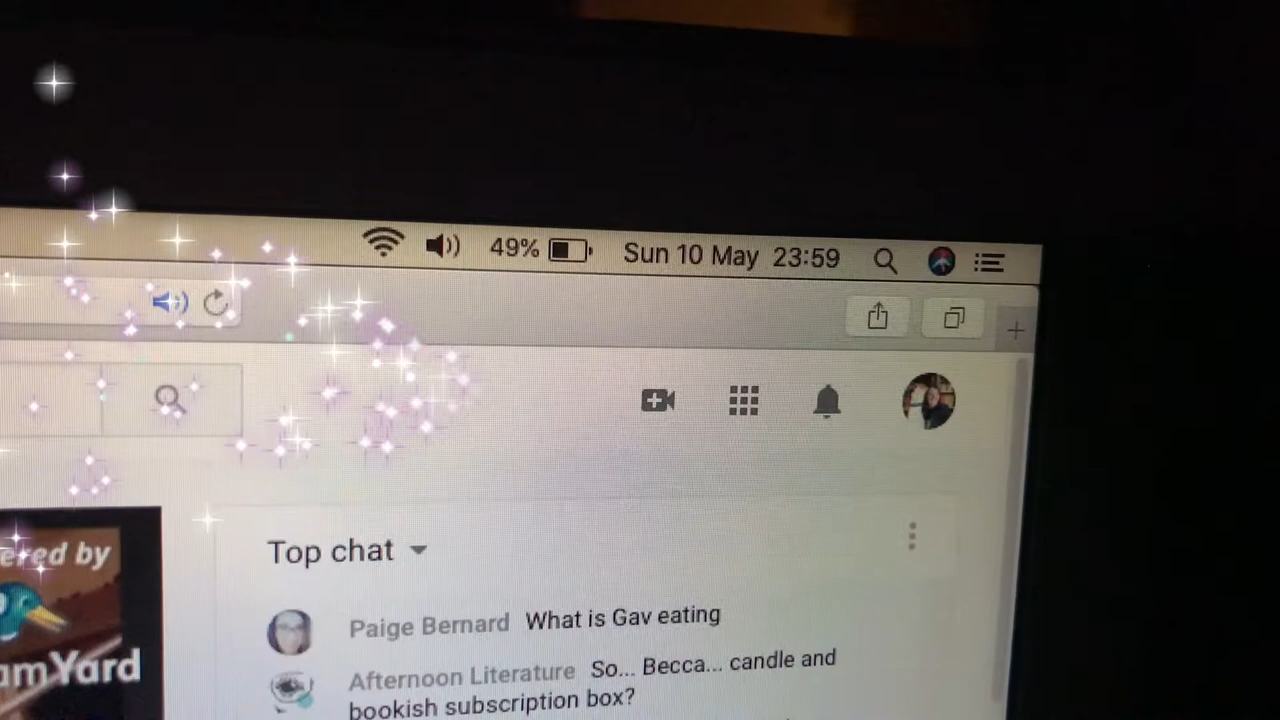 49% Sun 10 May 23:59
ered by
amYard
Top chat
Paige Bernard What is Gav eating
Afternoon Literature So... Becca... candle and
bookish subscription box?